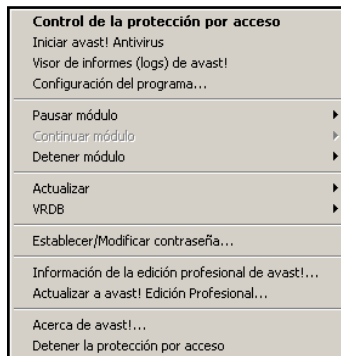 Control de la protección por acceso
Iniciar avast! Antivirus
Visor de informes (logs) de avast!
Configuración del programa...
Pausar módulo
Continuar módulo
Detener módulo
Actualizar
VRDB
Establecer/Modificar contraseña...
Información de la edición profesional de avast!...
Actualizar a avast! Edición Profesional...
Acerca de avast!...
Detener la protección por acceso